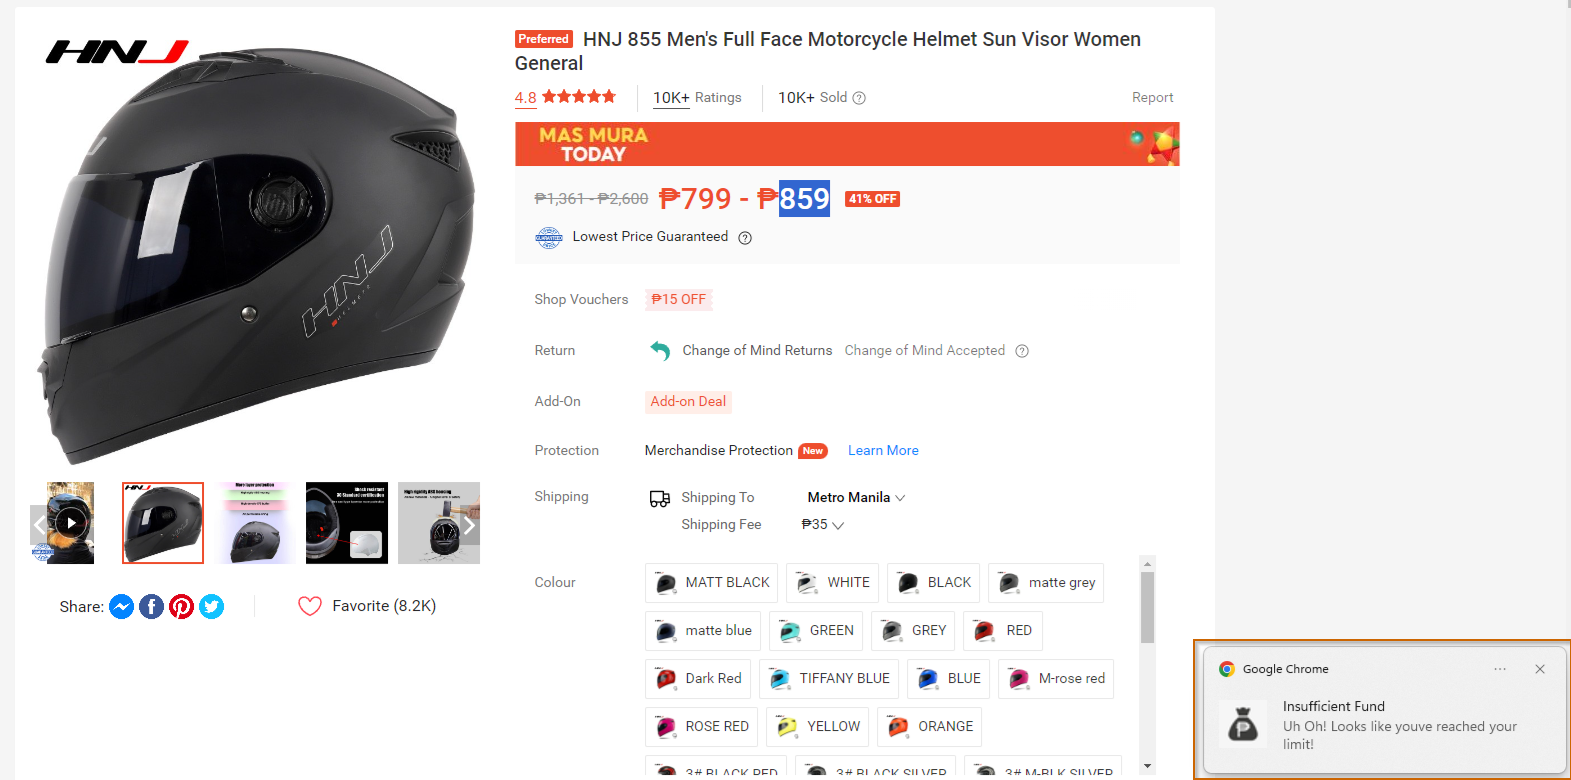 HNJ
Preferred HNJ 855 Men's Full Face Motorcycle Helmet Sun Visor Women
General
4.8 10K+ Ratings 10K+ Sold Report
MAS MURA
TODAY
₱1,361 - ₱2,600 ₱799 - ₱859 41% OFF
Lowest Price Guaranteed
Shop Vouchers ₱15 OFF
Return Change of Mind Returns Change of Mind Accepted
Add-On Add-on Deal
Protection Merchandise Protection New Learn More
Shipping Shipping To Metro Manila
Shipping Fee ₱35
Colour MATT BLACK WHITE BLACK matte grey
matte blue GREEN GREY RED
Dark Red TIFFANY BLUE BLUE M-rose red
ROSE RED YELLOW ORANGE
3# BLACK RED 3# BLACK SILVER 3# M-BLK SILVER
HNJ
Share: Favorite (8.2K)
Google Chrome
Insufficient Fund
Uh Oh! Looks like youve reached your
limit!